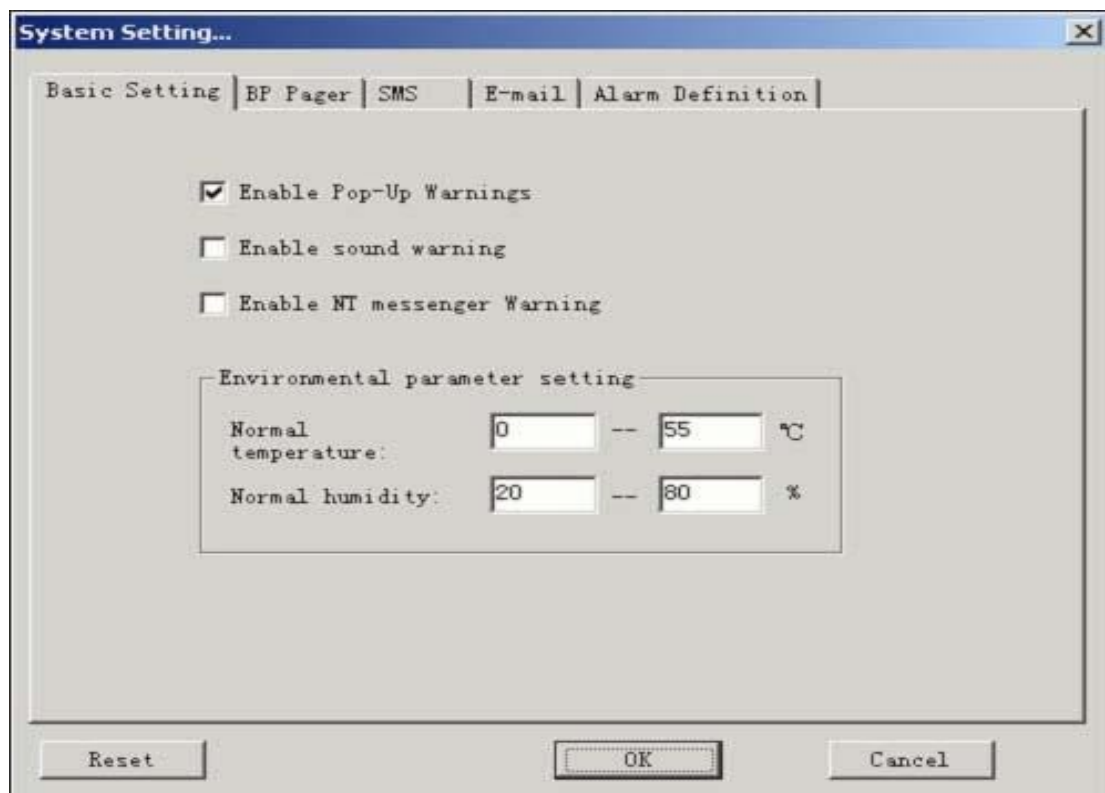 System Setting...
Basic Setting BP Pager SMS E-mail Alarm Definition
Enable Pop-Up Warnings
Enable sound warning
Enable NT messenger Warning
Environmental parameter setting
Normal temperature: 0 -- 55 ℃
Normal humidity: 20 -- 80 %
Reset OK Cancel